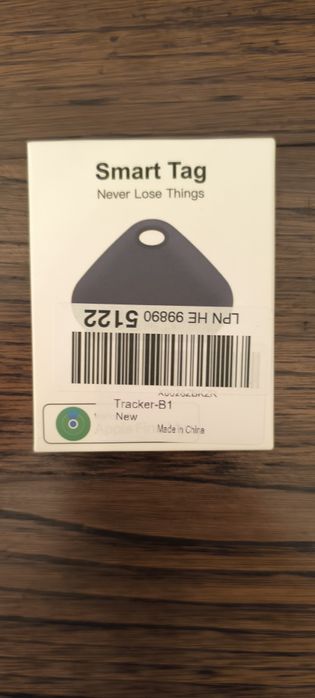 Smart Tag
Never Lose Things
LPN HE 99890 5122
Tracker-B1
New
Made in China